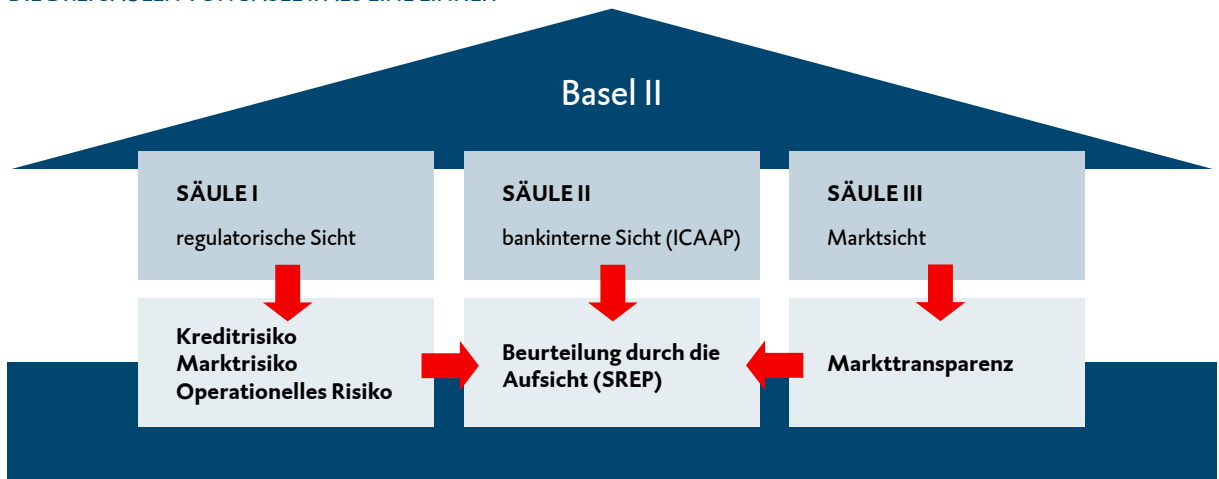 Basel II
SÄULE I
regulatorische Sicht
SÄULE II
bankinterne Sicht (ICAAP)
SÄULE III
Marktsicht
Kreditrisiko
Marktrisiko
Operationelles Risiko
Beurteilung durch die
Aufsicht (SREP)
Markttransparenz